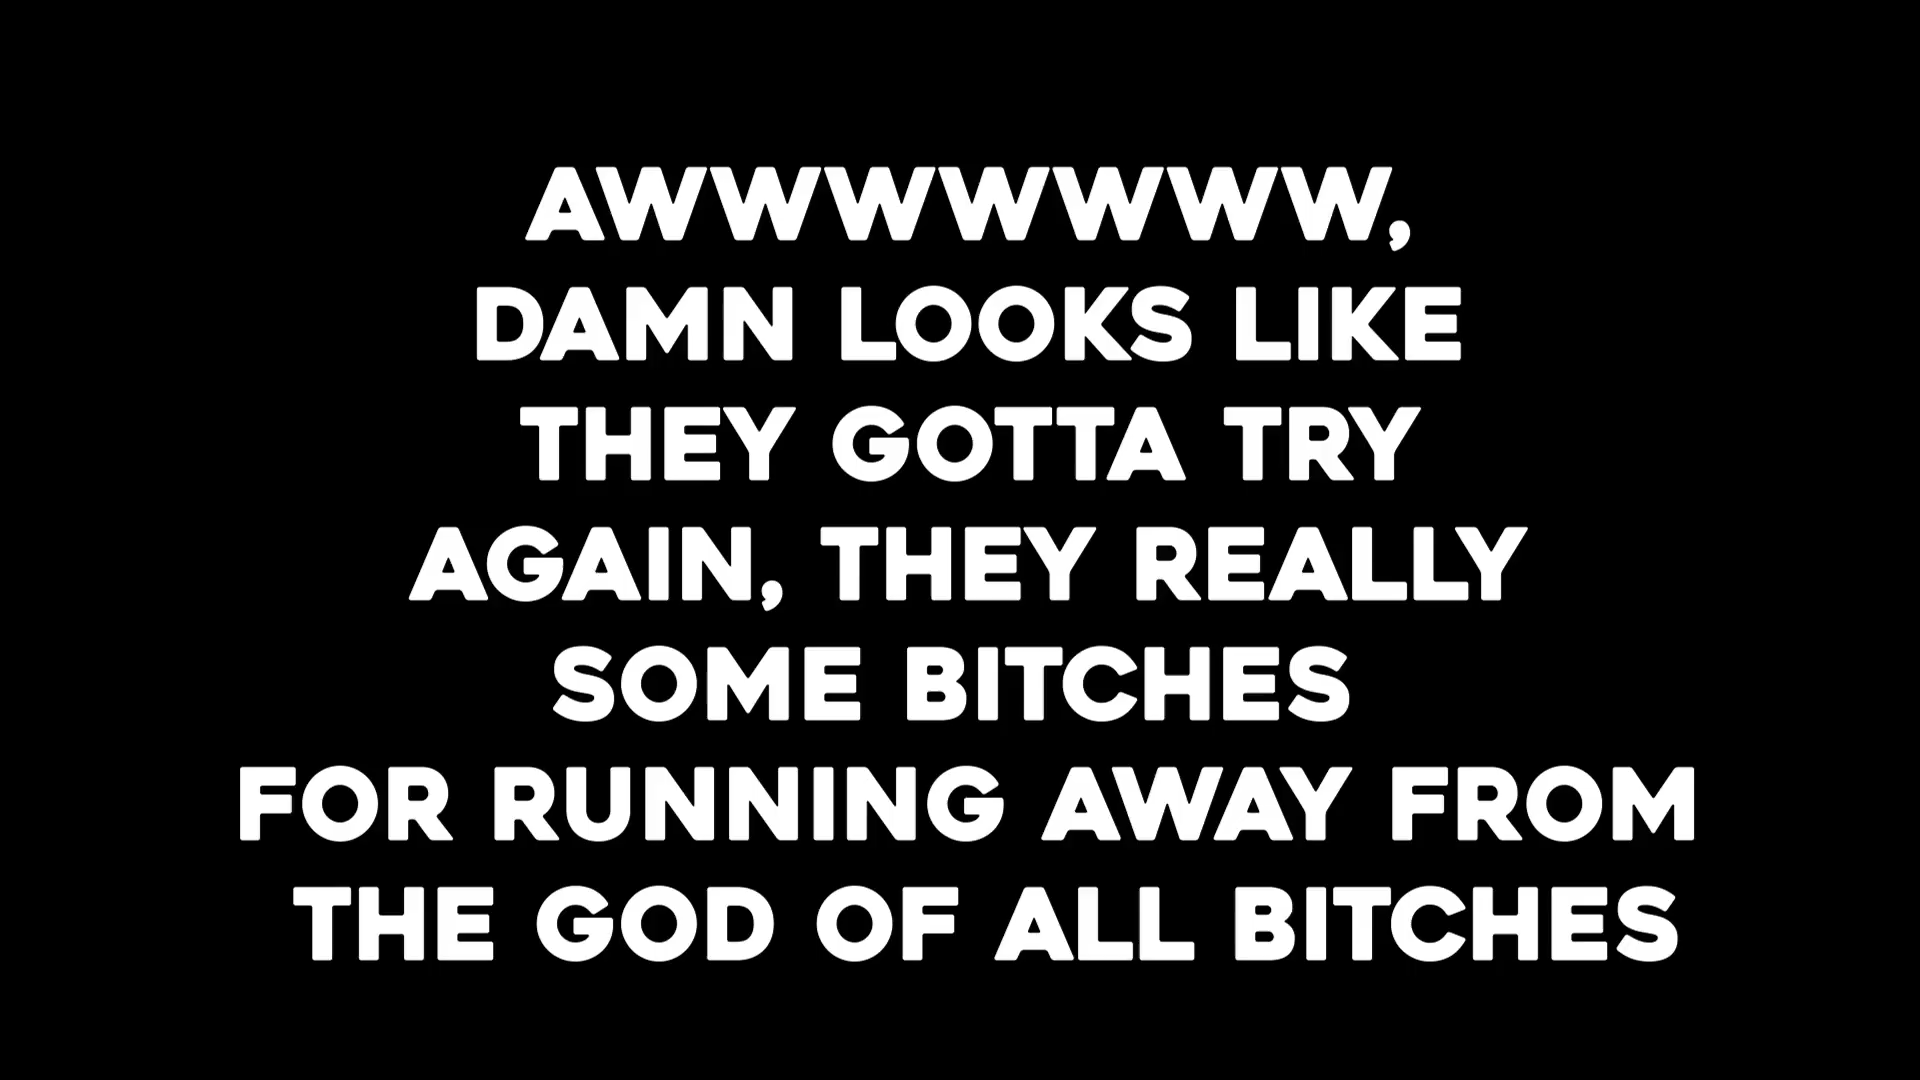 AWWWWWWW,
DAMN LOOKS LIKE
THEY GOTTA TRY
AGAIN, THEY REALLY
SOME BITCHES
FOR RUNNING AWAY FROM
THE GOD OF ALL BITCHES